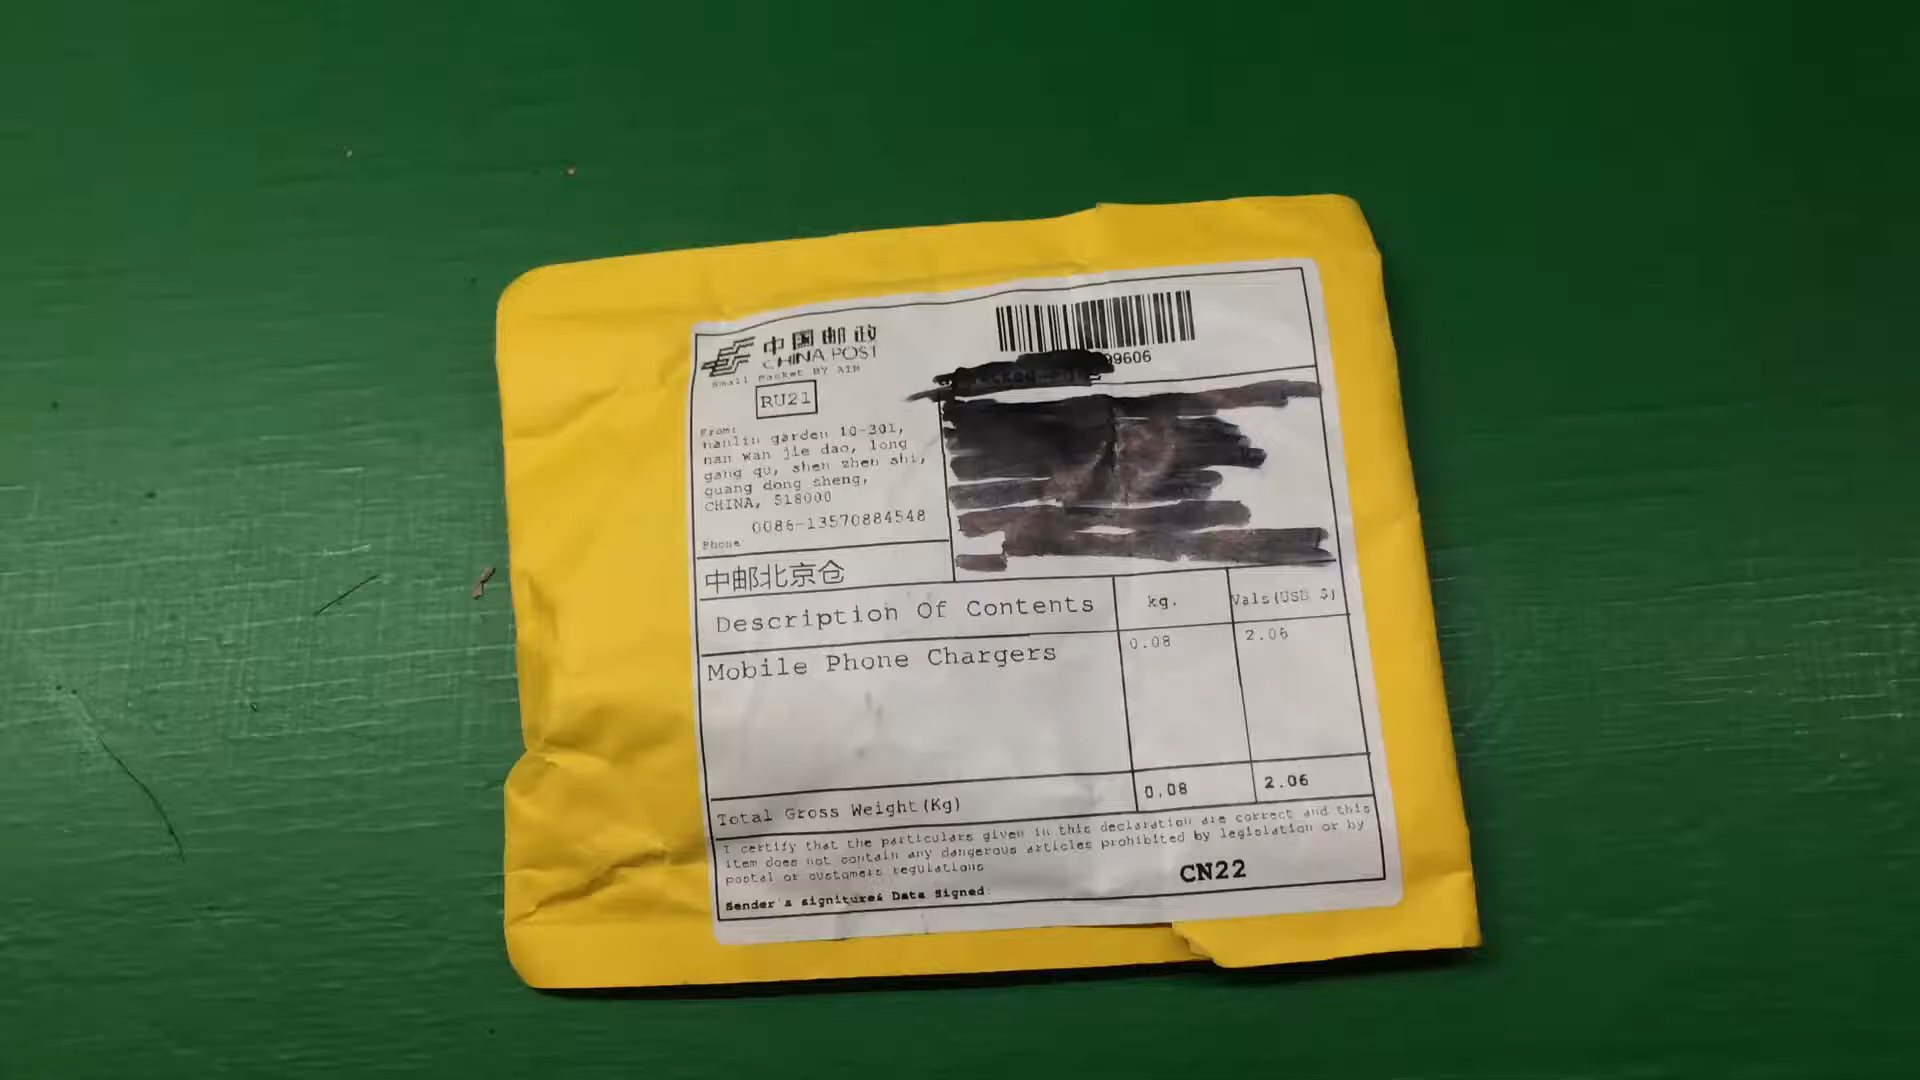 中国邮政
CHINA POST
Small Packet BY AIR
RU21
99606
From:
nanlin garden 10-301,
nan wan jie dao, long
gang qu, shen zhen shi,
guang dong sheng,
CHINA, 518000
0086-13570884548
Phone
中邮北京仓
Description Of Contents kg. Vals(USD $)
Mobile Phone Chargers 0.08 2.06
Total Gross Weight(Kg) 0.08 2.06
I certify that the particulars given in this declaration are correct and this
item does not contain any dangerous articles prohibited by legislation or by
postal or customers regulations
Sender's signiture& Data Signed:
CN22